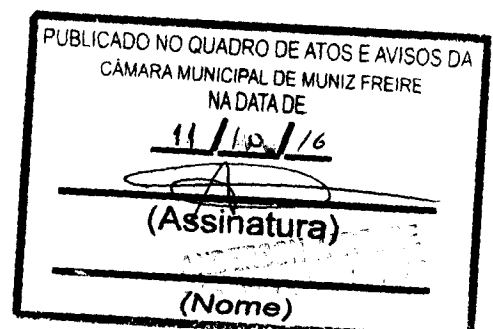 PUBLICADO NO QUADRO DE ATOS E AVISOS DA
CÂMARA MUNICIPAL DE MUNIZ FREIRE
NA DATA DE
11 / 10 / 16
(Assinatura)
(Nome)